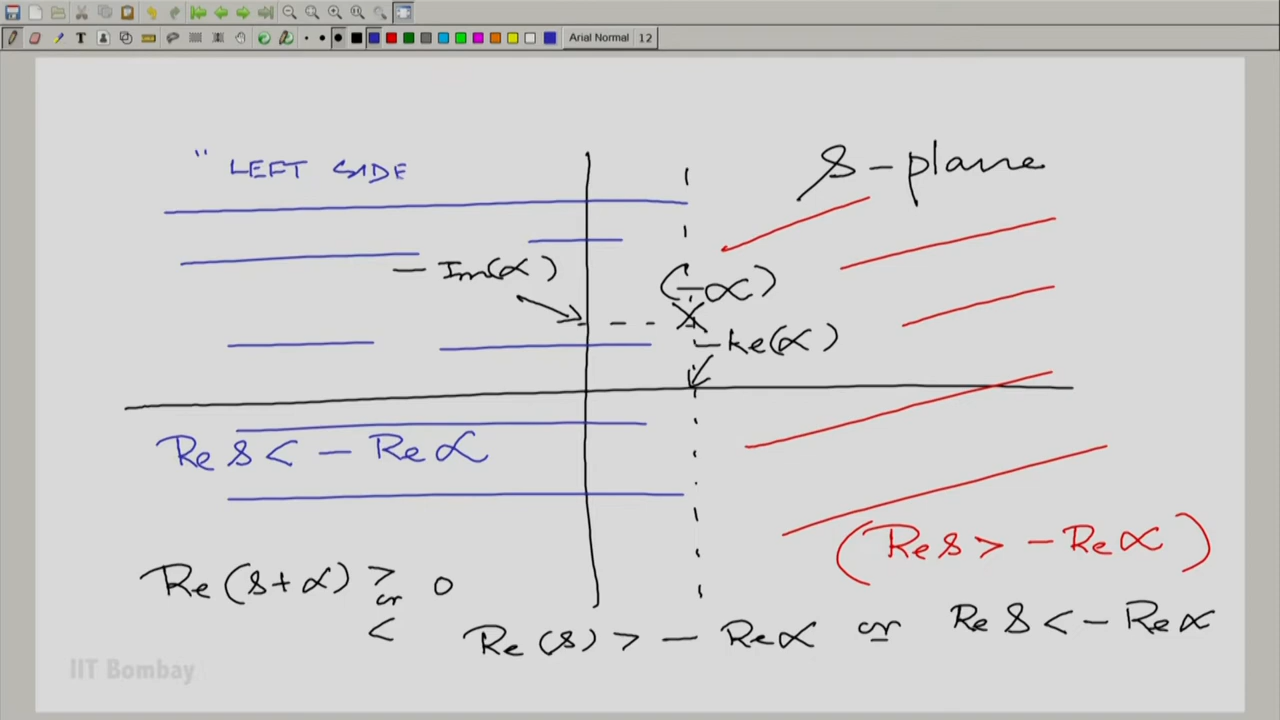 Arial Normal 12
" LEFT SIDE
S-plane
- Im(α)
(-α)
-Re(α)
Re s < - Re α
(Re s > - Re α)
Re (s+α) > or < 0
Re (s) > - Re α or Re s < - Re α
IIT Bombay